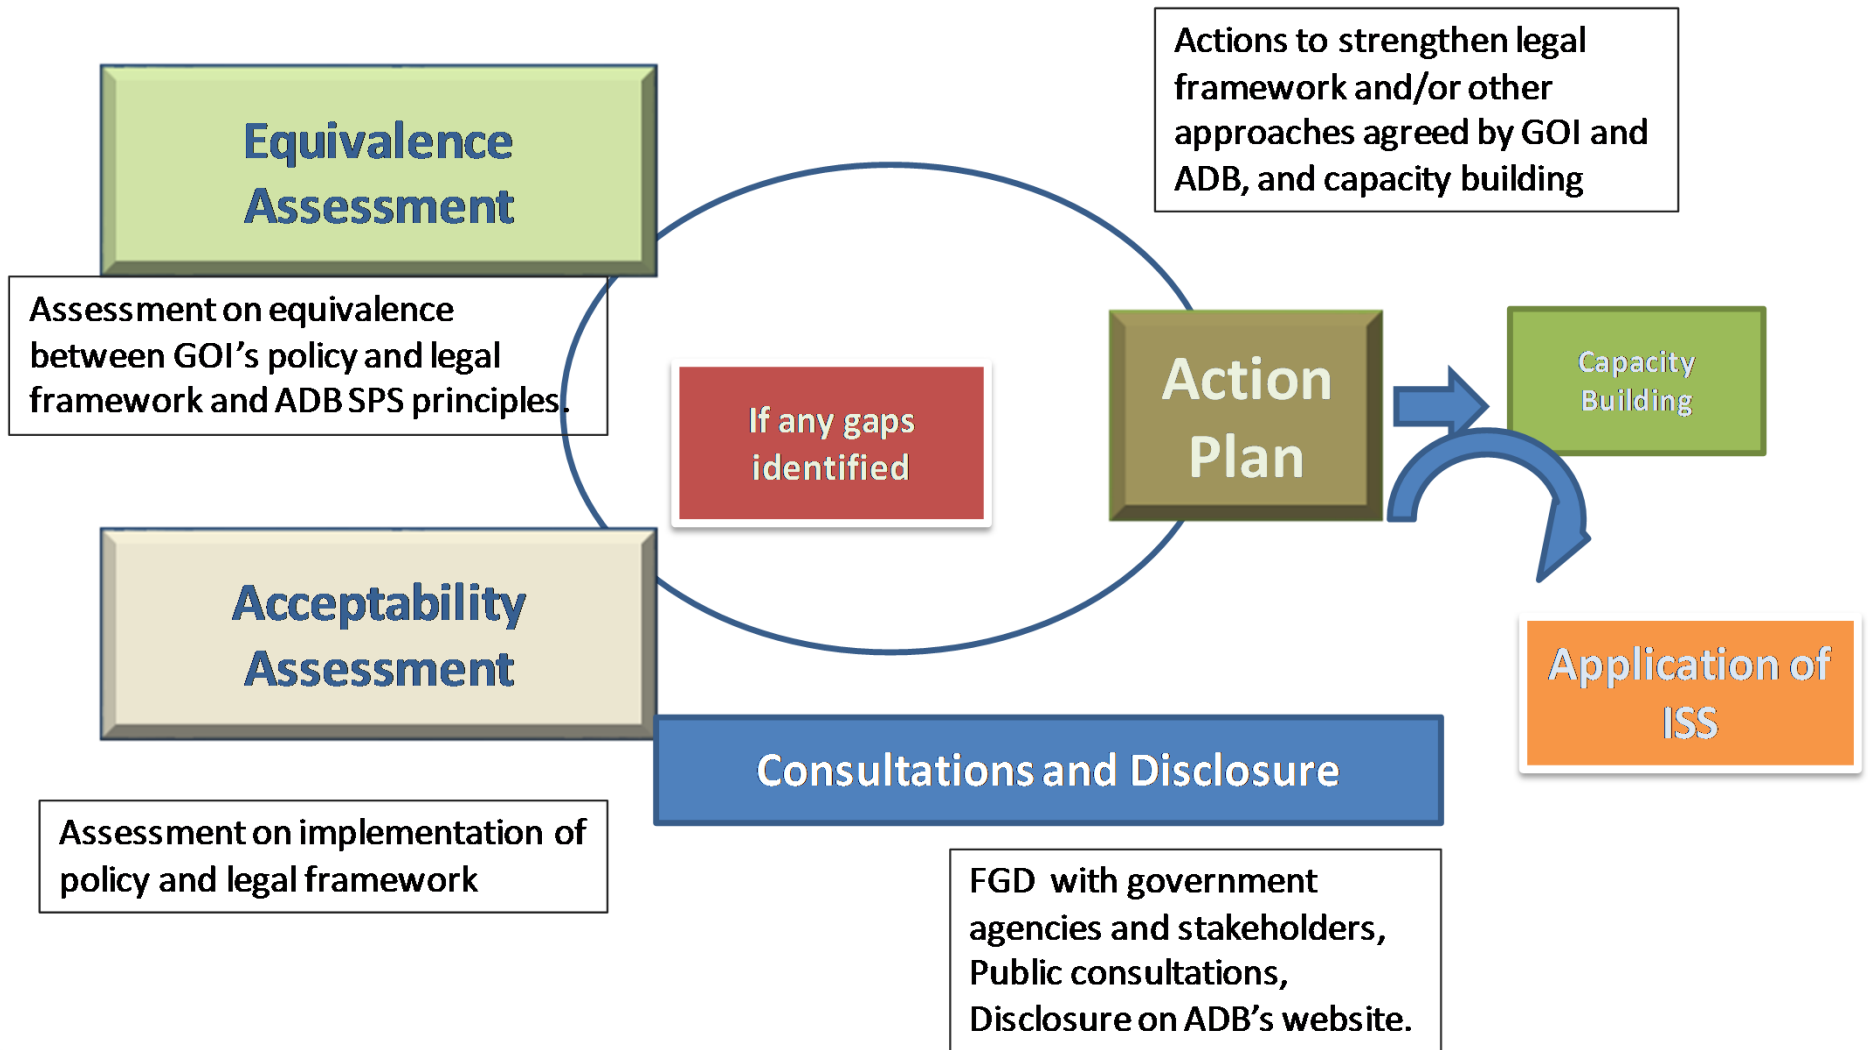 Equivalence
Assessment
Assessment on equivalence
between GOI’s policy and legal
framework and ADB SPS principles.
Acceptability
Assessment
Assessment on implementation of
policy and legal framework
If any gaps
identified
Consultations and Disclosure
FGD with government
agencies and stakeholders,
Public consultations,
Disclosure on ADB’s website.
Actions to strengthen legal
framework and/or other
approaches agreed by GOI and
ADB, and capacity building
Action
Plan
Capacity
Building
Application of
ISS